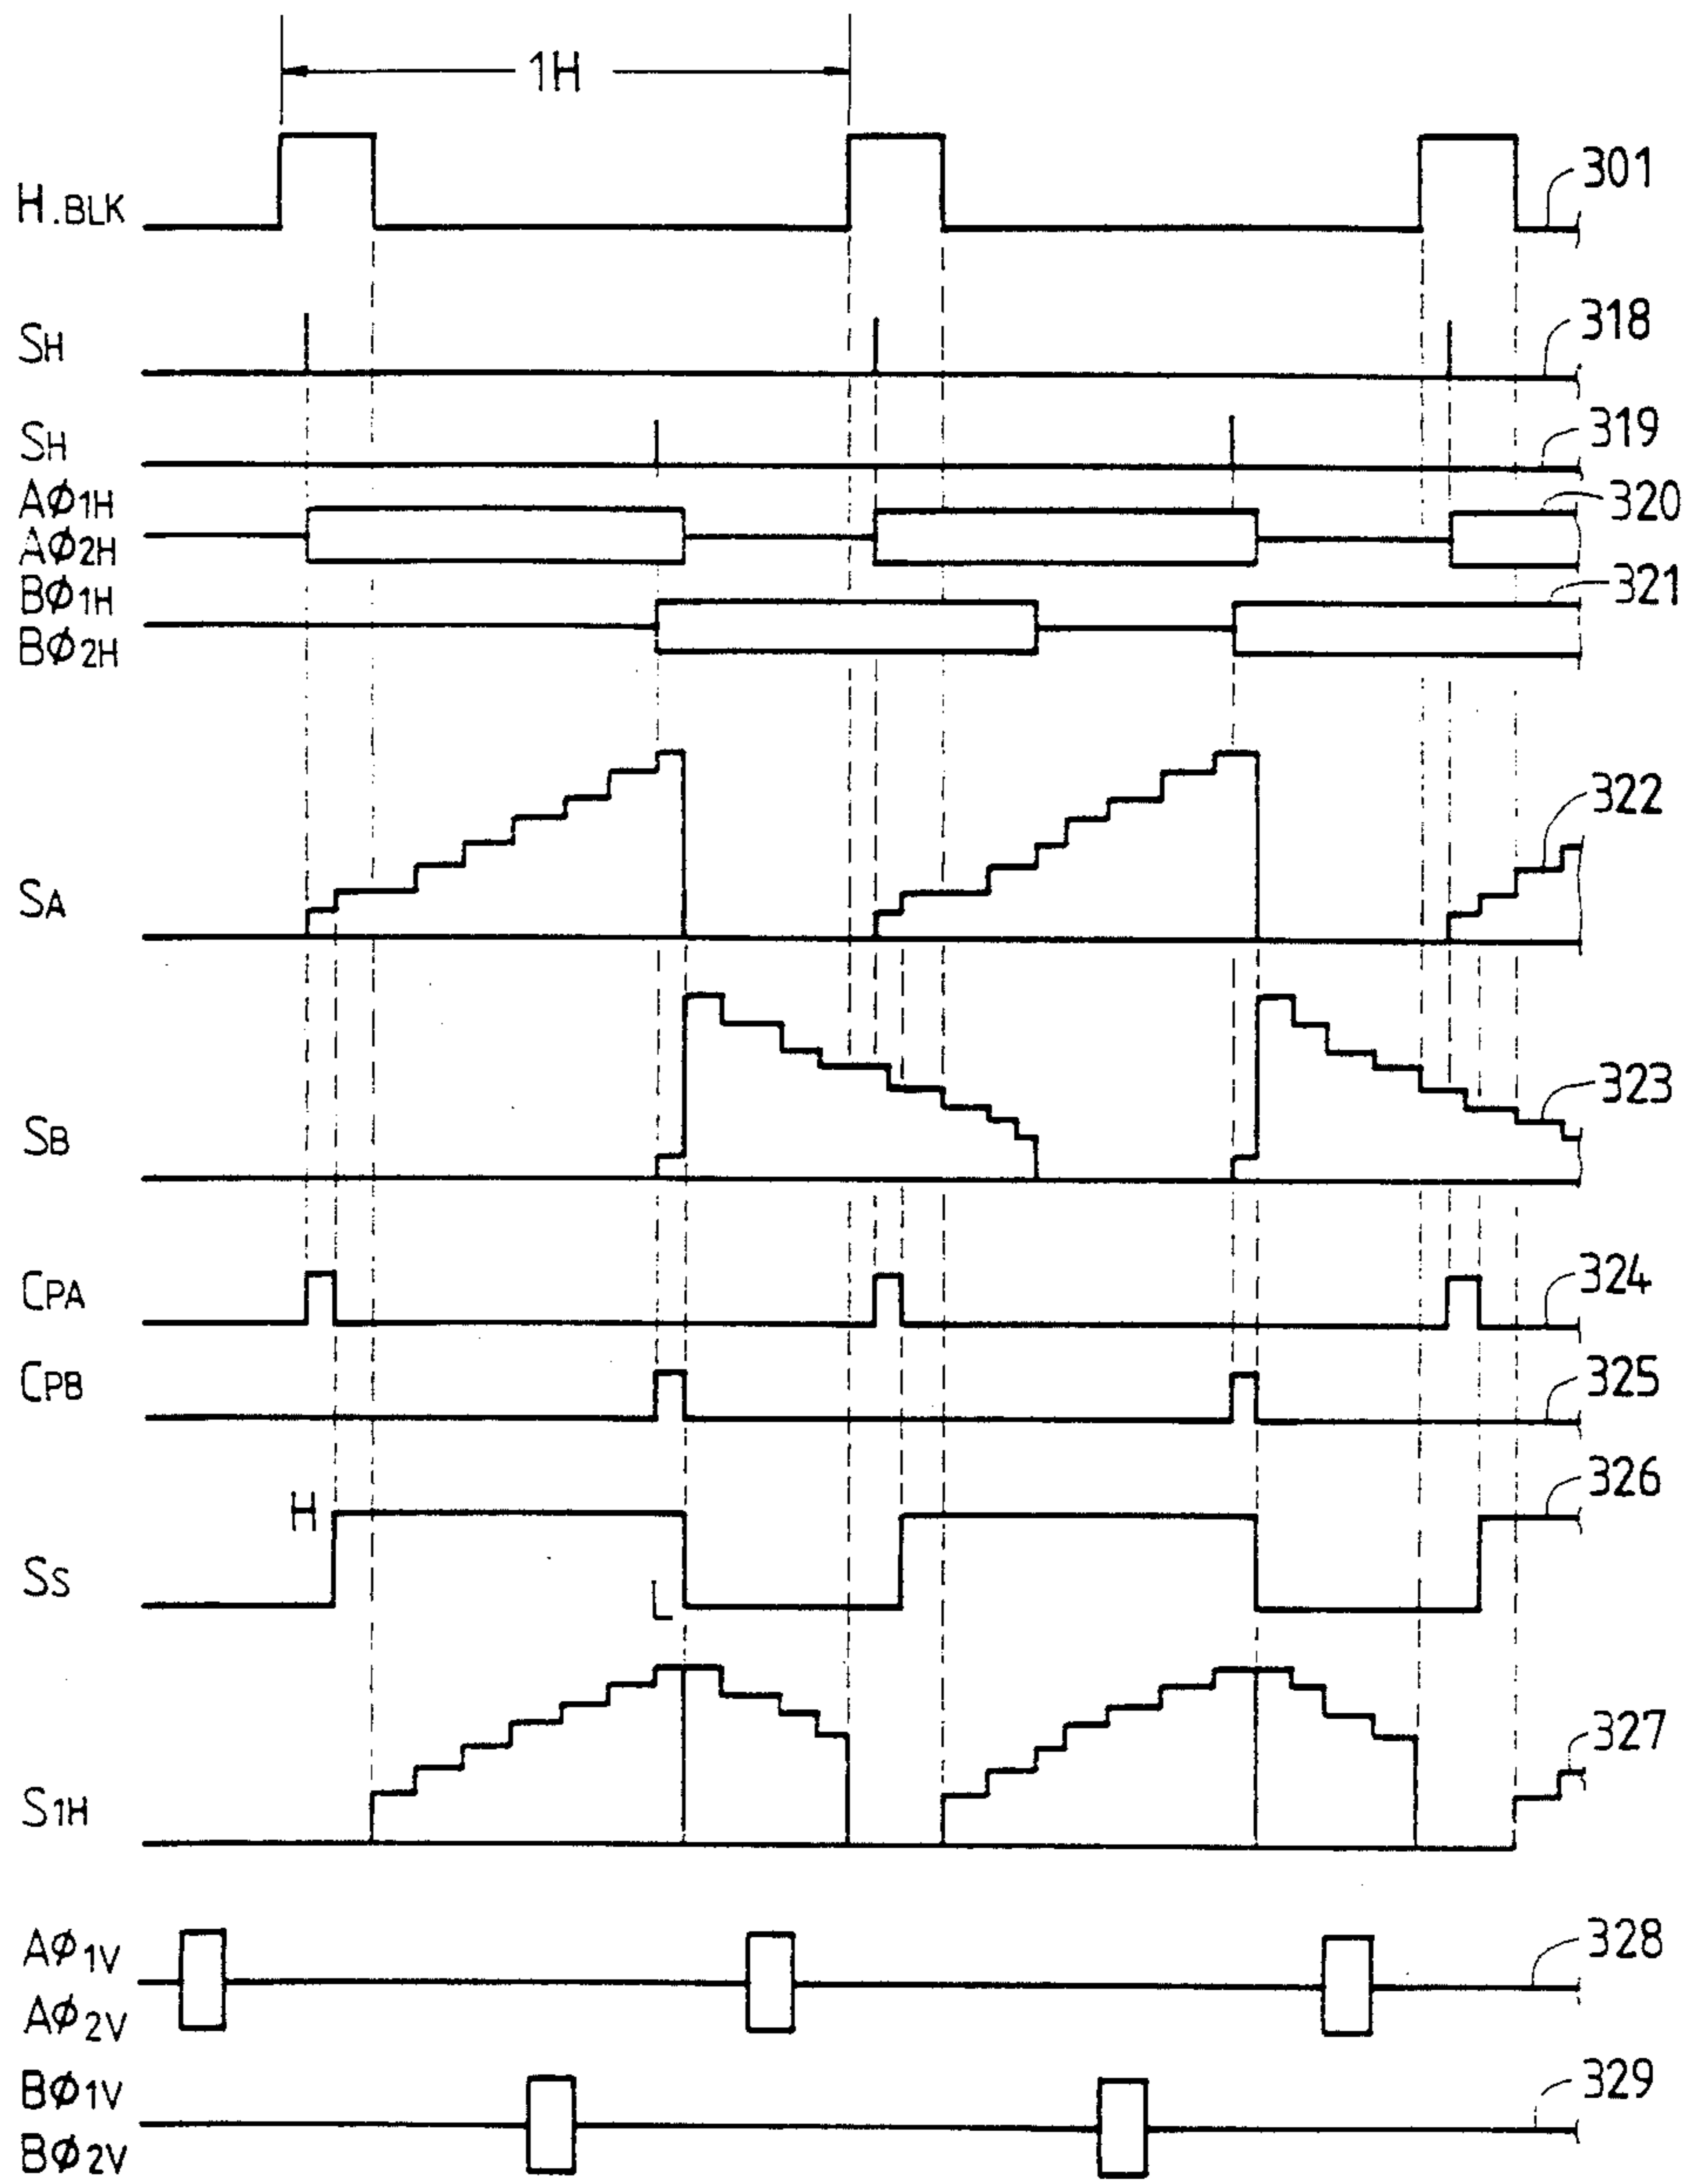 1H
H.BLK 301
SH 318
SH 319
AΦ1H 320
AΦ2H
BΦ1H 321
BΦ2H
SA 322
SB 323
CPA 324
CPB 325
H 326
SS L
S1H 327
AΦ1V 328
AΦ2V
BΦ1V 329
BΦ2V